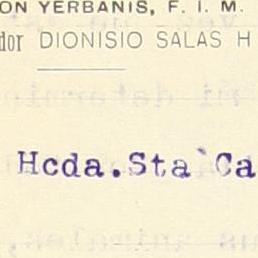 ON YERBANIS, F. I. M.
dor DIONISIO SALAS H
Hcda.Sta`Ca